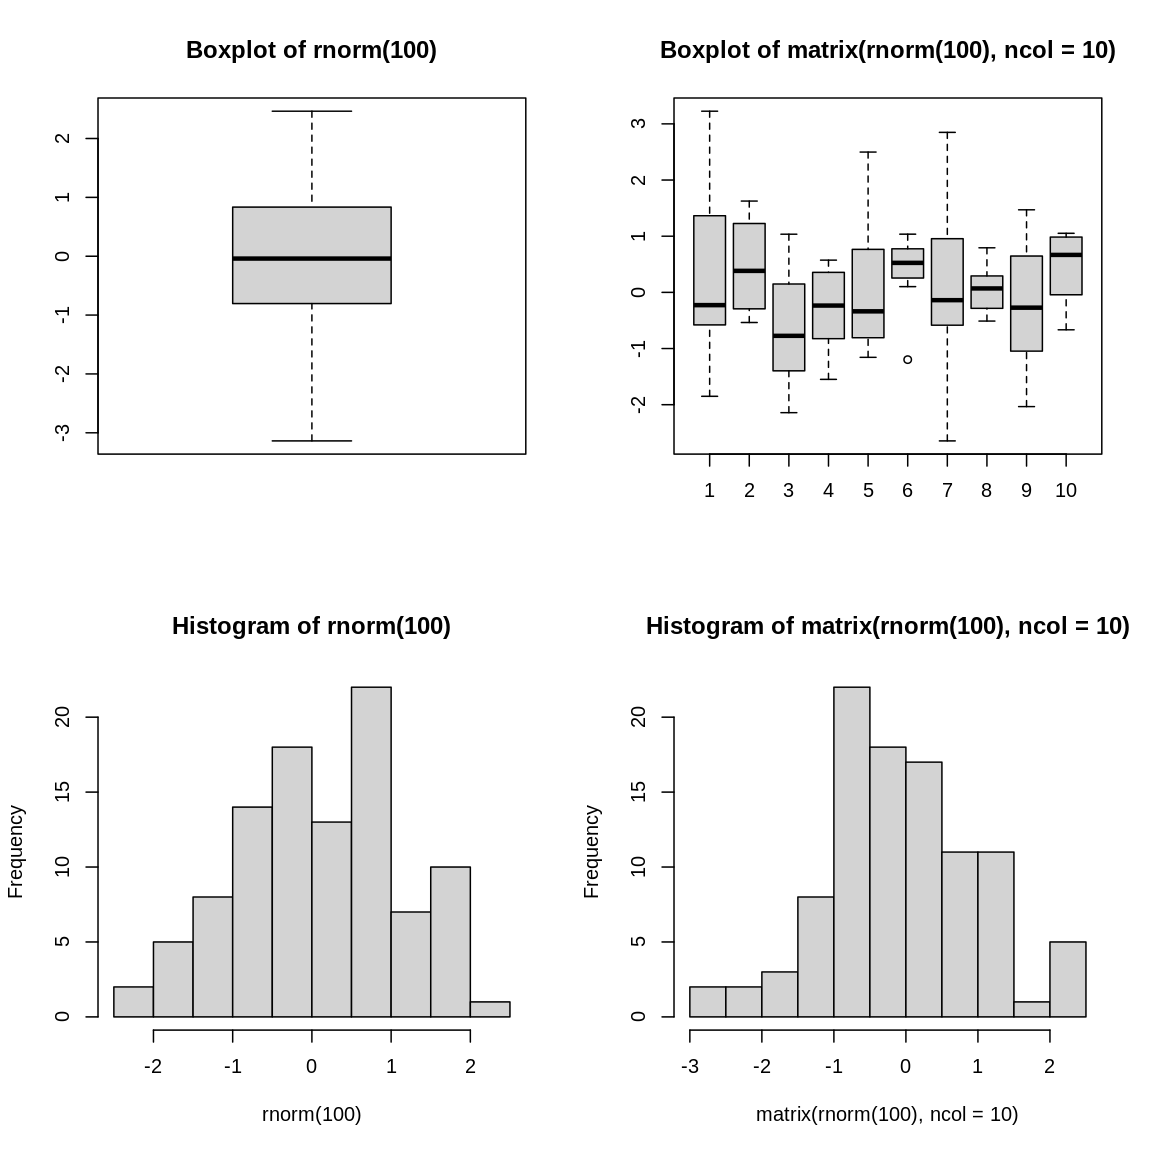 Boxplot of rnorm(100)
2
1
0
-1
-2
-3
Boxplot of matrix(rnorm(100), ncol = 10)
3
2
1
0
-1
-2
1 2 3 4 5 6 7 8 9 10
Histogram of rnorm(100)
Frequency
20
15
10
5
0
-2 -1 0 1 2
rnorm(100)
Histogram of matrix(rnorm(100), ncol = 10)
Frequency
20
15
10
5
0
-3 -2 -1 0 1 2
matrix(rnorm(100), ncol = 10)